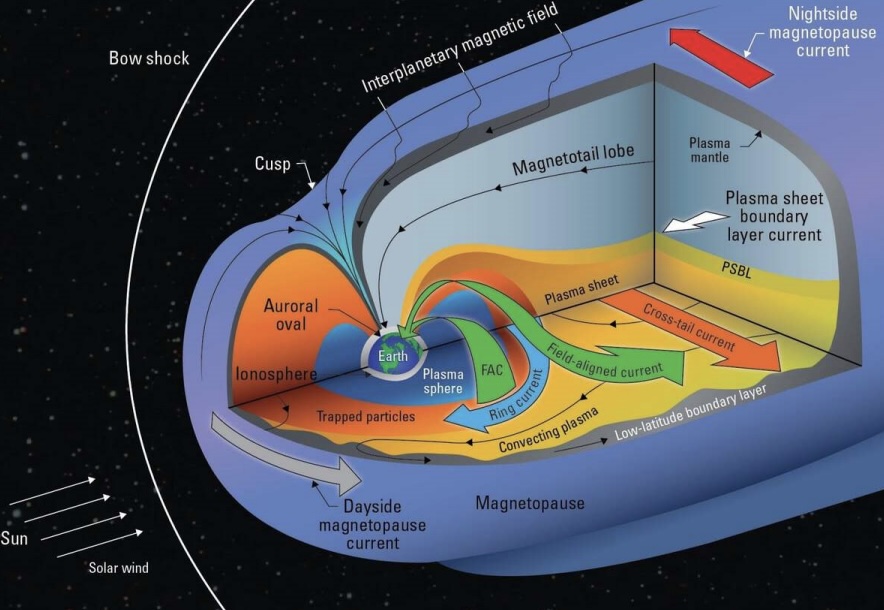 Nightside
magnetopause
current
Bow shock
Interplanetary magnetic field
Cusp
Magnetotail lobe
Plasma
mantle
Plasma sheet
boundary
layer current
PSBL
Plasma sheet
Cross-tail current
Auroral
oval
Earth
Ionosphere
Plasma
sphere
FAC
Field-aligned current
Ring current
Trapped particles
Convecting plasma
Low-latitude boundary layer
Magnetopause
Dayside
magnetopause
current
Sun
Solar wind